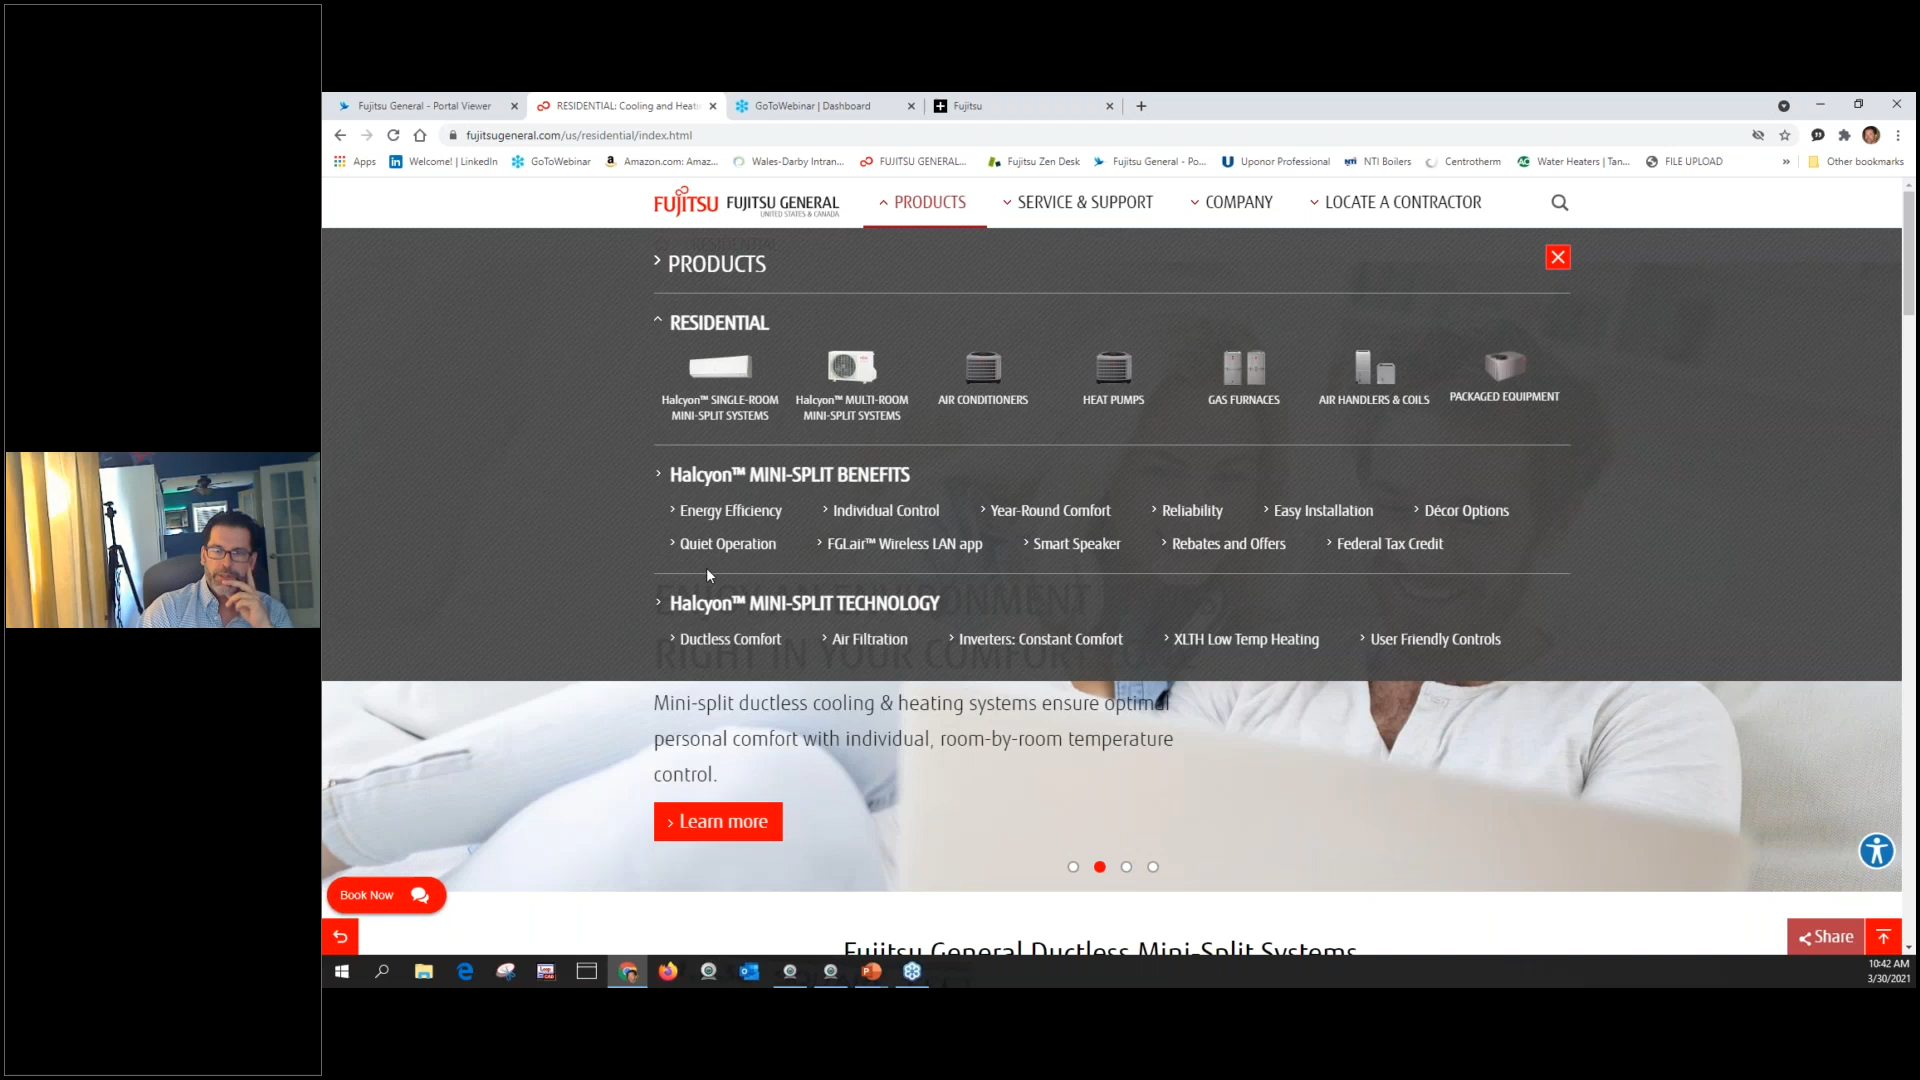 Fujitsu General - Portal Viewer
RESIDENTIAL: Cooling and Heati
GoToWebinar | Dashboard
Fujitsu
fujitsugeneral.com/us/residential/index.html
Apps
Welcome! | LinkedIn
GoToWebinar
Amazon.com: Amaz...
Wales-Darby Intran...
FUJITSU GENERAL...
Fujitsu Zen Desk
Fujitsu General - Po...
Uponor Professional
NTI Boilers
Centrotherm
Water Heaters | Tan...
FILE UPLOAD
Other bookmarks
FUJITSU FUJITSU GENERAL
UNITED STATES & CANADA
PRODUCTS
SERVICE & SUPPORT
COMPANY
LOCATE A CONTRACTOR
RESIDENTIAL
PRODUCTS
RESIDENTIAL
Halcyon™ SINGLE-ROOM
MINI-SPLIT SYSTEMS
Halcyon™ MULTI-ROOM
MINI-SPLIT SYSTEMS
AIR CONDITIONERS
HEAT PUMPS
GAS FURNACES
AIR HANDLERS & COILS
PACKAGED EQUIPMENT
Halcyon™ MINI-SPLIT BENEFITS
Energy Efficiency
Individual Control
Year-Round Comfort
Reliability
Easy Installation
Décor Options
Quiet Operation
FGLair™ Wireless LAN app
Smart Speaker
Rebates and Offers
Federal Tax Credit
Halcyon™ MINI-SPLIT TECHNOLOGY
Ductless Comfort
Air Filtration
Inverters: Constant Comfort
XLTH Low Temp Heating
User Friendly Controls
RIGHT IN YOUR COMFORT ZONE
Mini-split ductless cooling & heating systems ensure optimal
personal comfort with individual, room-by-room temperature
control.
Learn more
Book Now
Share
Fujitsu General Ductless Mini-Split Systems
10:42 AM
3/30/2021